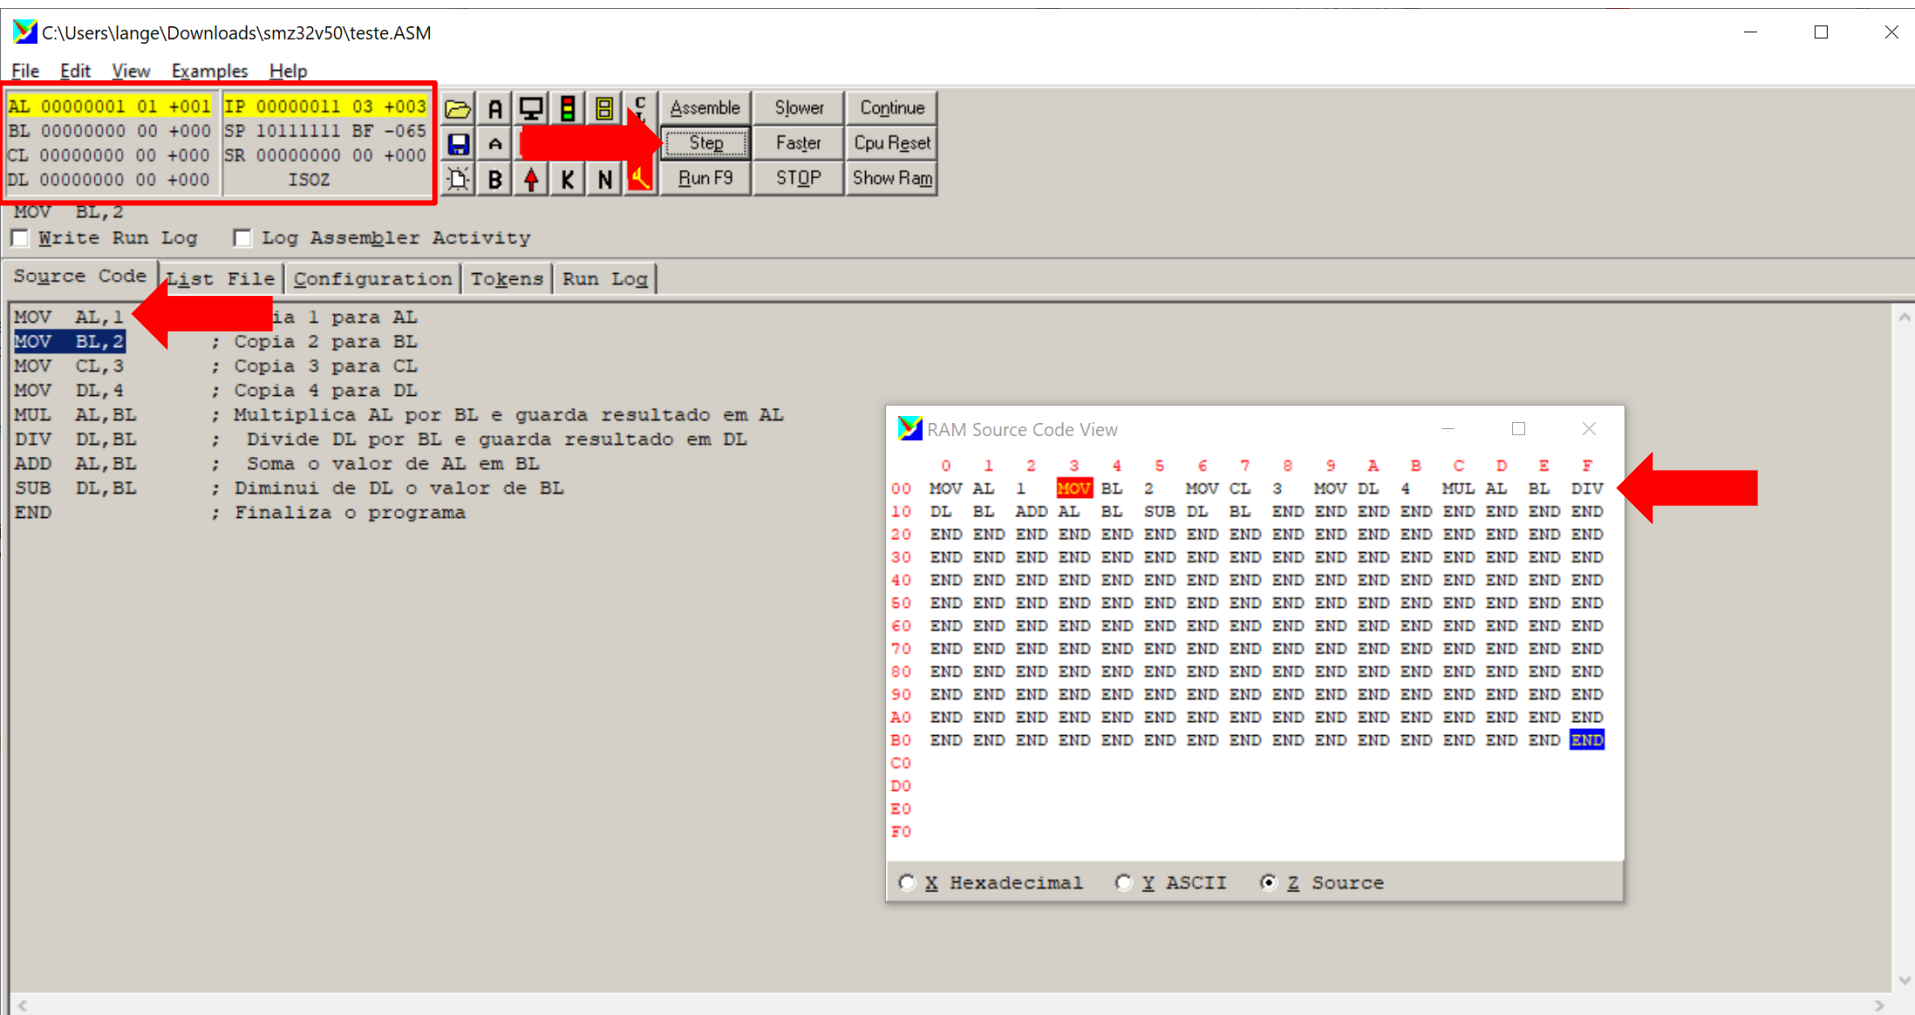 C:\Users\lange\Downloads\smz32v50\teste.ASM
File Edit View Examples Help
AL 00000001 01 +001 IP 00000011 03 +003
BL 00000000 00 +000 SP 10111111 BF -065
CL 00000000 00 +000 SR 00000000 00 +000
DL 00000000 00 +000 ISOZ
A C Assemble Slower Continue
A Step Faster Cpu Reset
B K N Run F9 STOP Show Ram
MOV BL,2
Write Run Log Log Assembler Activity
Source Code List File Configuration Tokens Run Log
MOV AL,1 ia 1 para AL
MOV BL,2 ; Copia 2 para BL
MOV CL,3 ; Copia 3 para CL
MOV DL,4 ; Copia 4 para DL
MUL AL,BL ; Multiplica AL por BL e guarda resultado em AL
DIV DL,BL ; Divide DL por BL e guarda resultado em DL
ADD AL,BL ; Soma o valor de AL em BL
SUB DL,BL ; Diminui de DL o valor de BL
END ; Finaliza o programa
RAM Source Code View
0 1 2 3 4 5 6 7 8 9 A B C D E F
00 MOV AL 1 MOV BL 2 MOV CL 3 MOV DL 4 MUL AL BL DIV
10 DL BL ADD AL BL SUB DL BL END END END END END END END END
20 END END END END END END END END END END END END END END END END
30 END END END END END END END END END END END END END END END END
40 END END END END END END END END END END END END END END END END
50 END END END END END END END END END END END END END END END END
60 END END END END END END END END END END END END END END END END
70 END END END END END END END END END END END END END END END END
80 END END END END END END END END END END END END END END END END
90 END END END END END END END END END END END END END END END END
A0 END END END END END END END END END END END END END END END END
B0 END END END END END END END END END END END END END END END END
C0
D0
E0
F0
X Hexadecimal Y ASCII Z Source